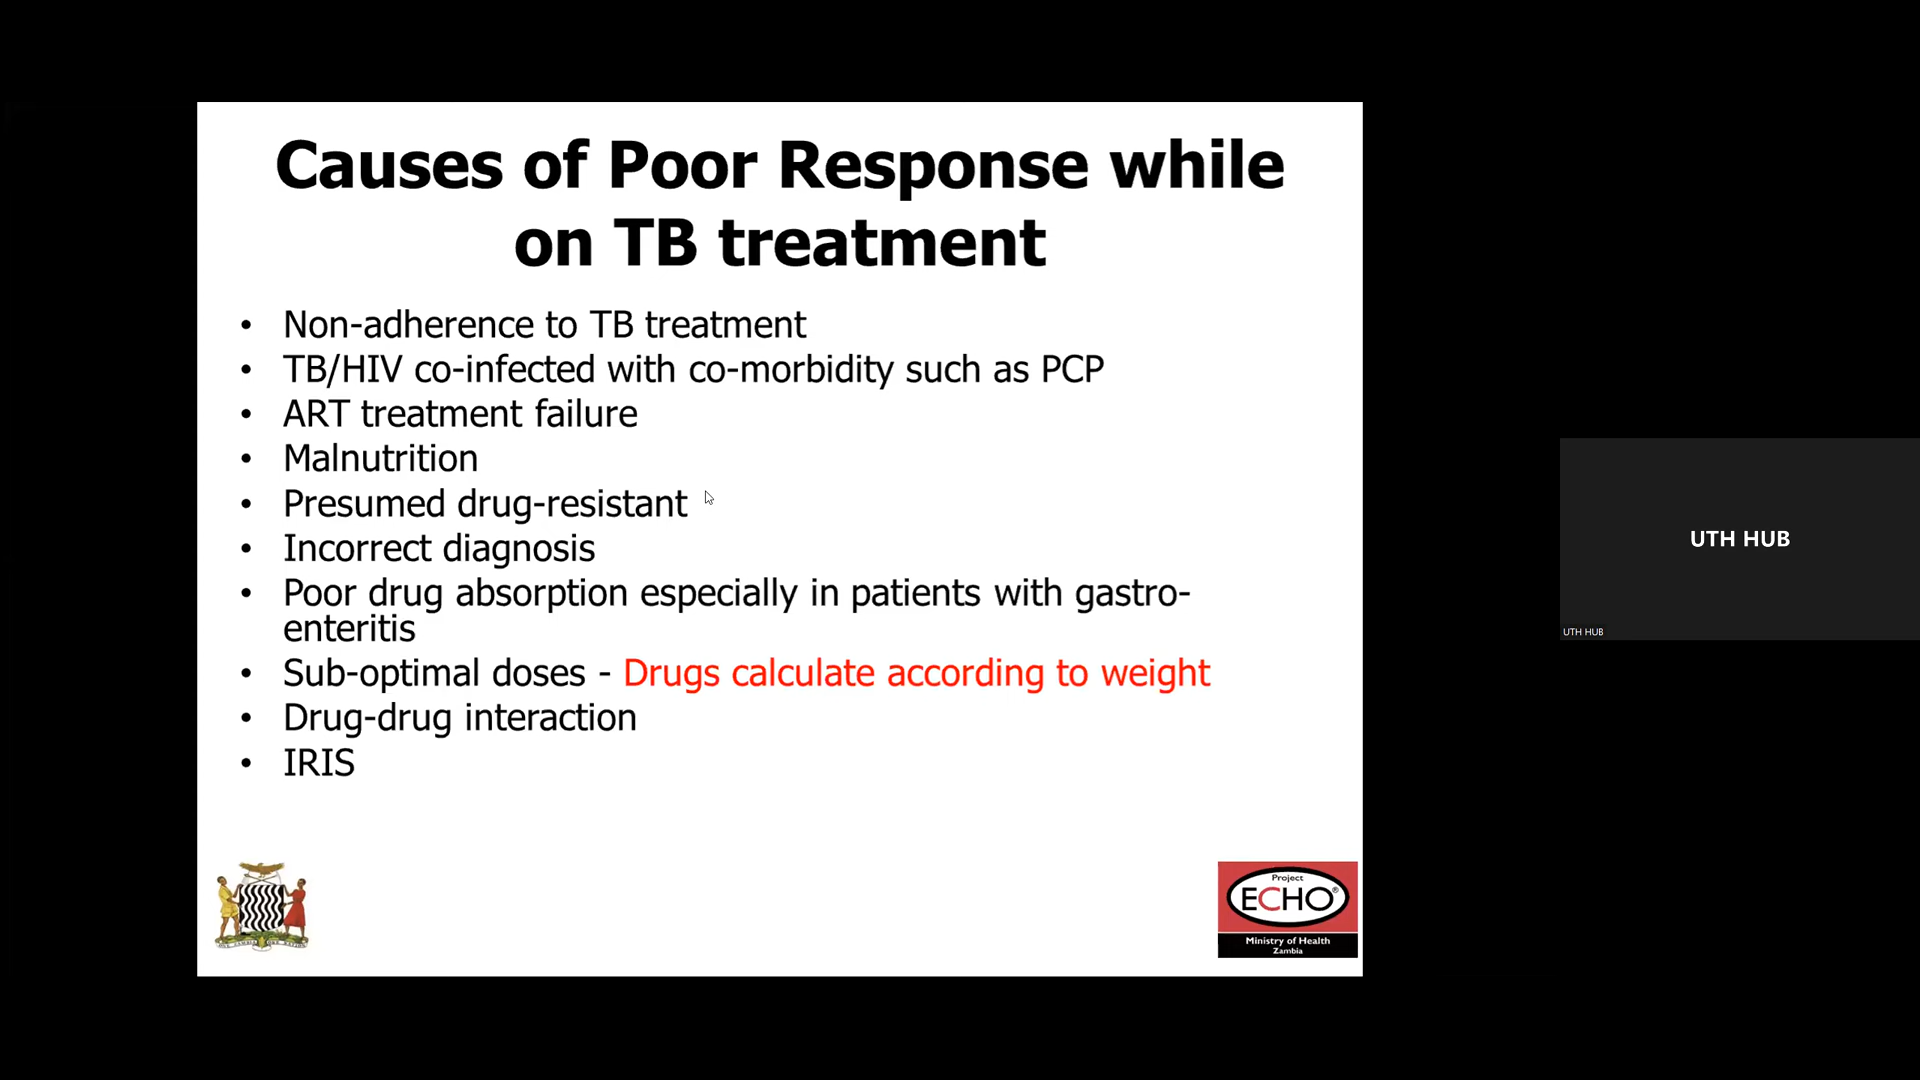 Causes of Poor Response while
on TB treatment
• Non-adherence to TB treatment
• TB/HIV co-infected with co-morbidity such as PCP
• ART treatment failure
• Malnutrition
• Presumed drug-resistant
• Incorrect diagnosis
• Poor drug absorption especially in patients with gastro-
enteritis
• Sub-optimal doses - Drugs calculate according to weight
• Drug-drug interaction
• IRIS
Project
ECHO®
Ministry of Health
Zambia
UTH HUB
UTH HUB